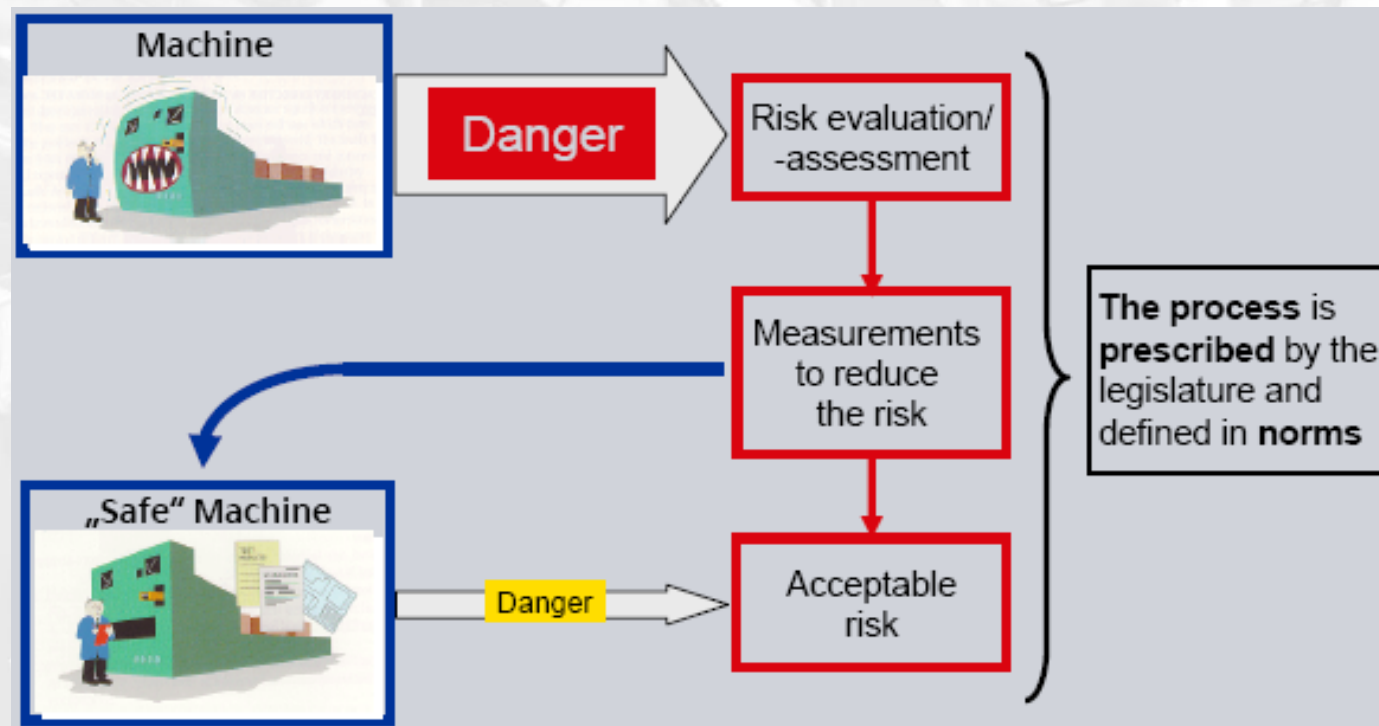 Machine
Danger
Risk evaluation/
-assessment
Measurements
to reduce
the risk
The process is
prescribed by the
legislature and
defined in norms
„Safe“ Machine
Danger
Acceptable
risk